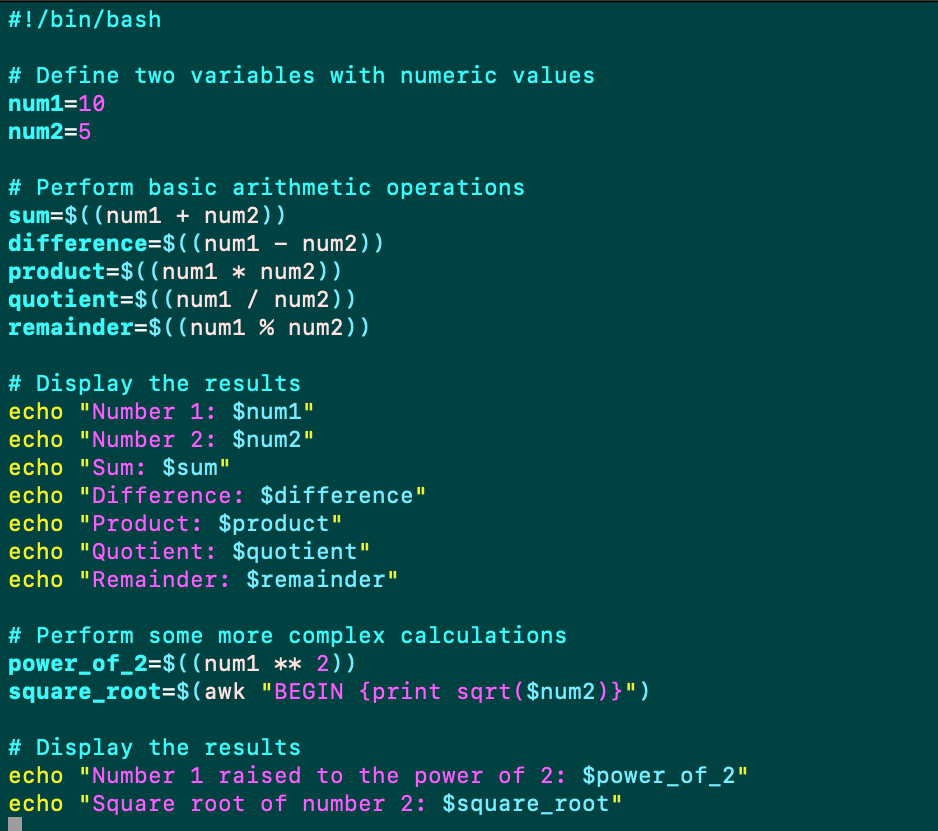 #!/bin/bash
# Define two variables with numeric values
num1=10
num2=5
# Perform basic arithmetic operations
sum=$((num1 + num2))
difference=$((num1 - num2))
product=$((num1 * num2))
quotient=$((num1 / num2))
remainder=$((num1 % num2))
# Display the results
echo "Number 1: $num1"
echo "Number 2: $num2"
echo "Sum: $sum"
echo "Difference: $difference"
echo "Product: $product"
echo "Quotient: $quotient"
echo "Remainder: $remainder"
# Perform some more complex calculations
power_of_2=$((num1 ** 2))
square_root=$(awk "BEGIN {print sqrt($num2)}")
# Display the results
echo "Number 1 raised to the power of 2: $power_of_2"
echo "Square root of number 2: $square_root"